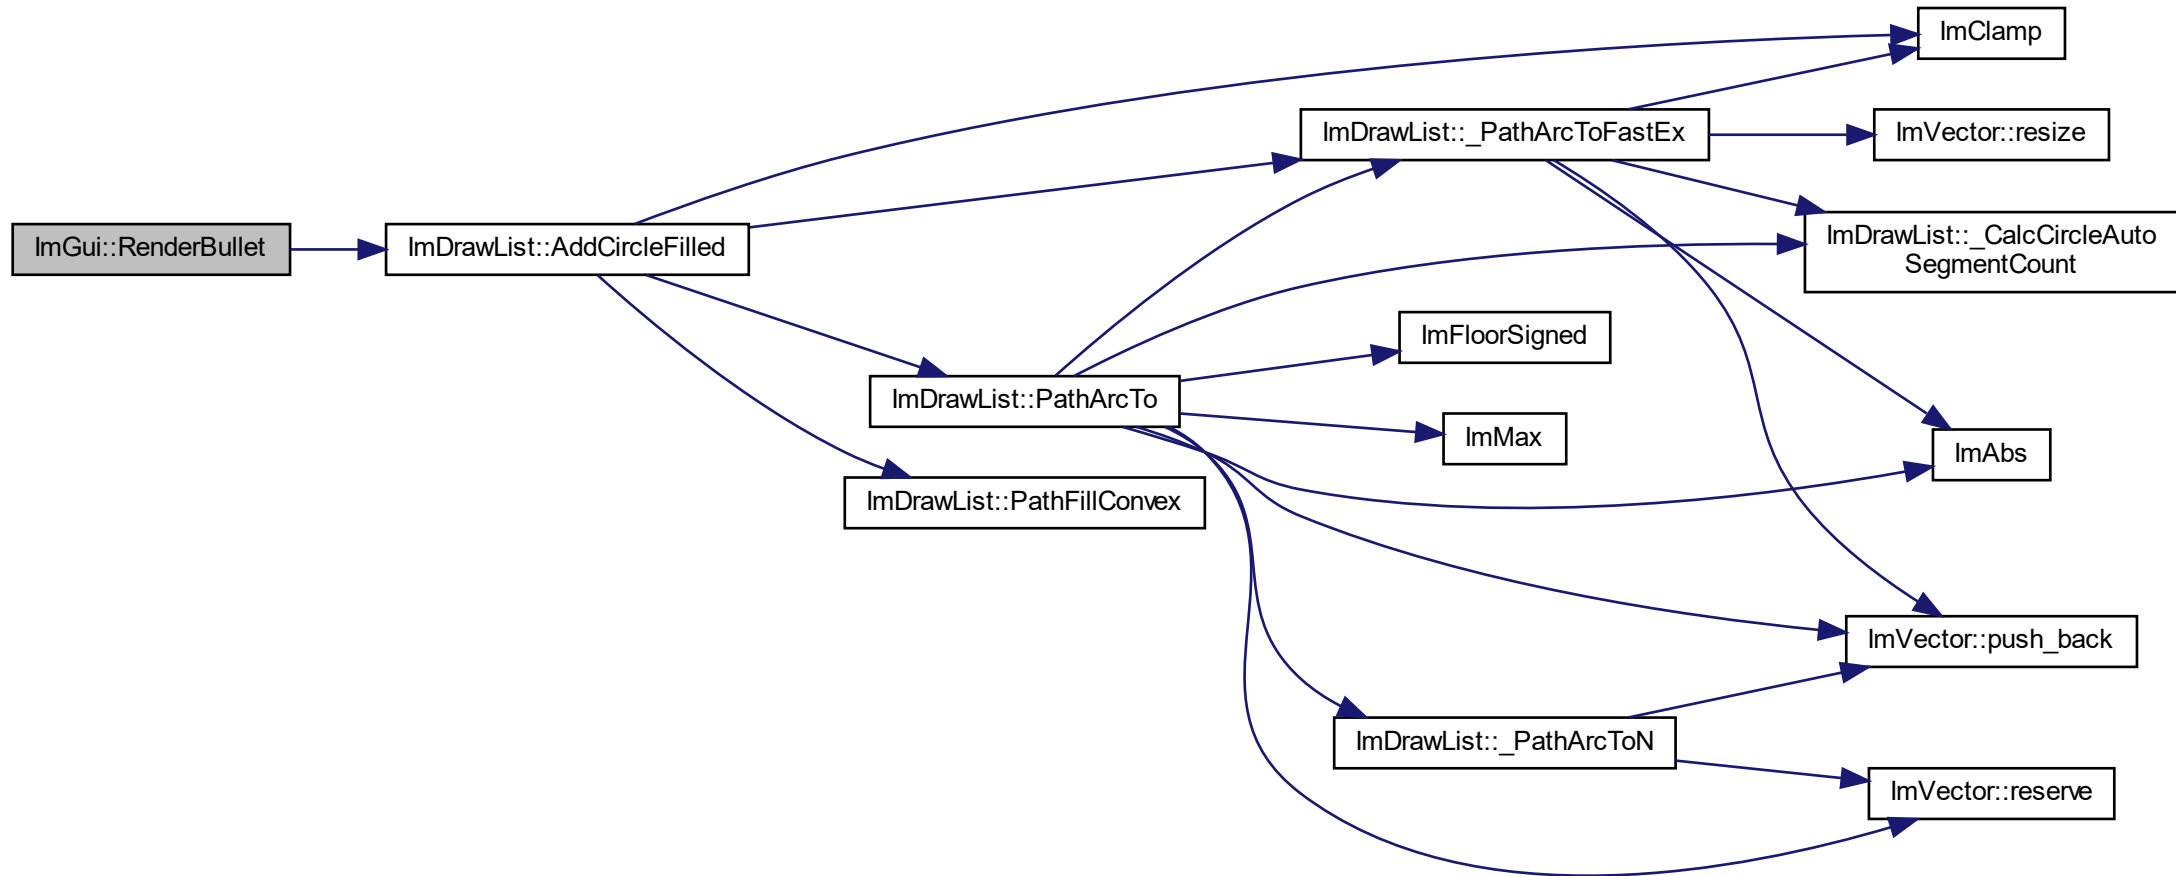 ImGui::RenderBullet
ImDrawList::AddCircleFilled
ImDrawList::PathArcTo
ImDrawList::PathFillConvex
ImDrawList::_PathArcToFastEx
ImFloorSigned
ImMax
ImDrawList::_PathArcToN
ImClamp
ImVector::resize
ImDrawList::_CalcCircleAuto
SegmentCount
ImAbs
ImVector::push_back
ImVector::reserve